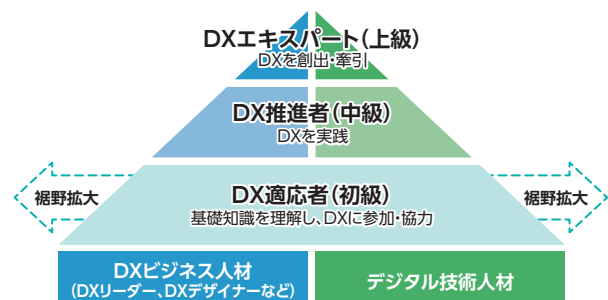 DXエキスパート(上級)
DXを創出・牽引
DX推進者(中級)
DXを実践
裾野拡大
DX適応者(初級)
基礎知識を理解し、DXに参加・協力
裾野拡大
DXビジネス人材
(DXリーダー、DXデザイナーなど)
デジタル技術人材